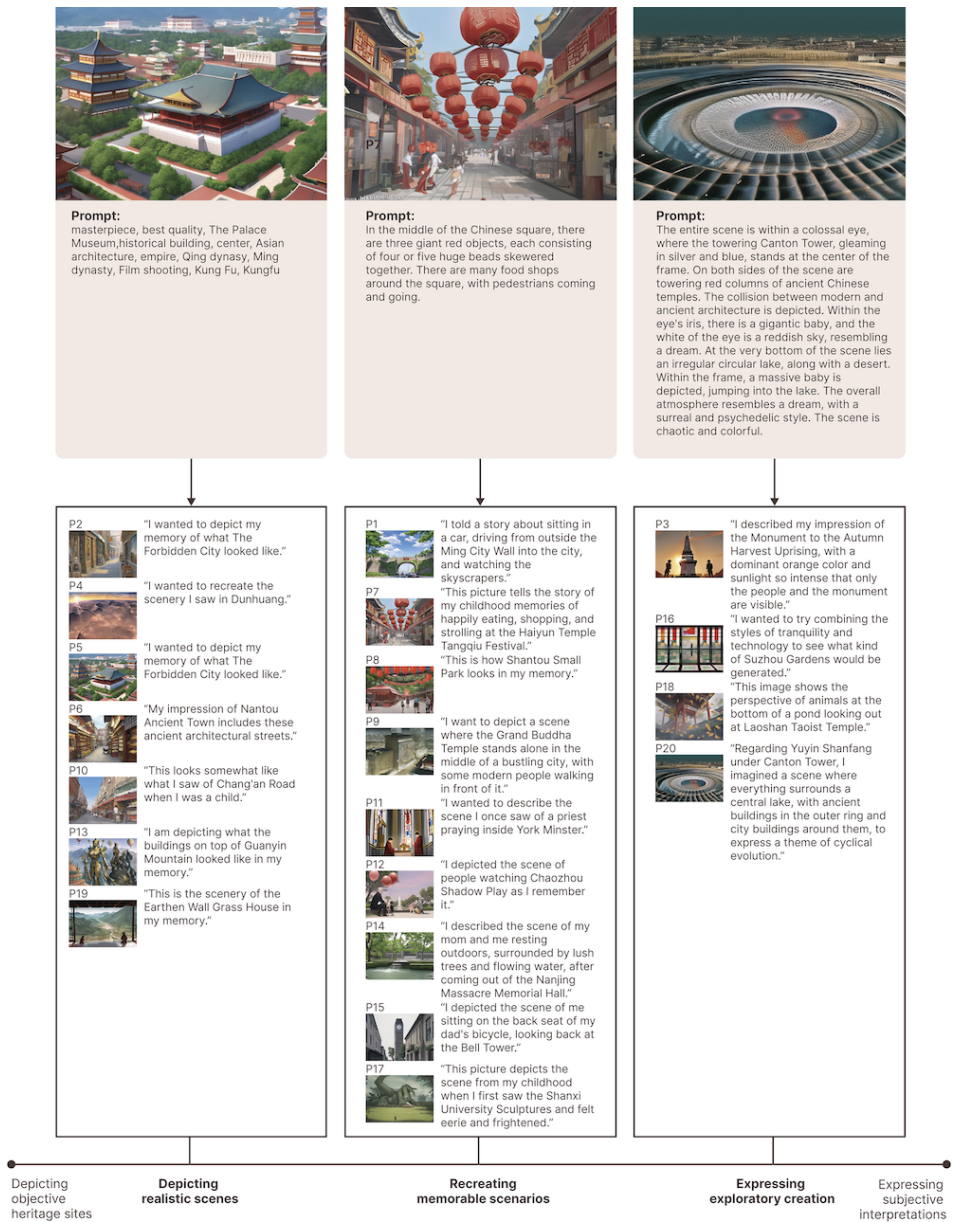 P7
Prompt:
masterpiece, best quality, The Palace
Museum,historical building, center, Asian
architecture, empire, Qing dynasy, Ming
dynasty, Film shooting, Kung Fu, Kungfu
Prompt:
In the middle of the Chinese square, there
are three giant red objects, each consisting
of four or five huge beads skewered
together. There are many food shops
around the square, with pedestrians coming
and going.
Prompt:
The entire scene is within a colossal eye,
where the towering Canton Tower, gleaming
in silver and blue, stands at the center of the
frame. On both sides of the scene are
towering red columns of ancient Chinese
temples. The collision between modern and
ancient architecture is depicted. Within the
eye's iris, there is a gigantic baby, and the
white of the eye is a reddish sky, resembling
a dream. At the very bottom of the scene lies
an irregular circular lake, along with a desert.
Within the frame, a massive baby is
depicted, jumping into the lake. The overall
atmosphere resembles a dream, with a
surreal and psychedelic style. The scene is
chaotic and colorful.
P2
“I wanted to depict my
memory of what The
Forbidden City looked like.”
P4
“I wanted to recreate the
scenery I saw in Dunhuang.”
P5
“I wanted to depict my
memory of what The
Forbidden City looked like.”
P6
“My impression of Nantou
Ancient Town includes these
ancient architectural streets.”
P10
“This looks somewhat like
what I saw of Chang'an Road
when I was a child.”
P13
“I am depicting what the
buildings on top of Guanyin
Mountain looked like in my
memory.”
P19
“This is the scenery of the
Earthen Wall Grass House in
my memory.”
P1
“I told a story about sitting in
a car, driving from outside the
Ming City Wall into the city,
and watching the
skyscrapers.”
P7
“This picture tells the story of
my childhood memories of
happily eating, shopping, and
strolling at the Haiyun Temple
Tangqiu Festival.”
P8
“This is how Shantou Small
Park looks in my memory.”
P9
“I want to depict a scene
where the Grand Buddha
Temple stands alone in the
middle of a bustling city, with
some modern people walking
in front of it.”
P11
“I wanted to describe the
scene I once saw of a priest
praying inside York Minster.”
P12
“I depicted the scene of
people watching Chaozhou
Shadow Play as I remember
it.”
P14
“I described the scene of my
mom and me resting
outdoors, surrounded by lush
trees and flowing water, after
coming out of the Nanjing
Massacre Memorial Hall.”
P15
“I depicted the scene of me
sitting on the back seat of my
dad's bicycle, looking back at
the Bell Tower.”
P17
“This picture depicts the
scene from my childhood
when I first saw the Shanxi
University Sculptures and felt
eerie and frightened.”
P3
“I described my impression of
the Monument to the Autumn
Harvest Uprising, with a
dominant orange color and
sunlight so intense that only
the people and the monument
are visible.”
P16
“I wanted to try combining the
styles of tranquility and
technology to see what kind
of Suzhou Gardens would be
generated.”
P18
“This image shows the
perspective of animals at the
bottom of a pond looking out
at Laoshan Taoist Temple.”
P20
“Regarding Yuyin Shanfang
under Canton Tower, I
imagined a scene where
everything surrounds a
central lake, with ancient
buildings in the outer ring and
city buildings around them, to
express a theme of cyclical
evolution.”
Depicting
objective
heritage sites
Depicting
realistic scenes
Recreating
memorable scenarios
Expressing
exploratory creation
Expressing
subjective
interpretations